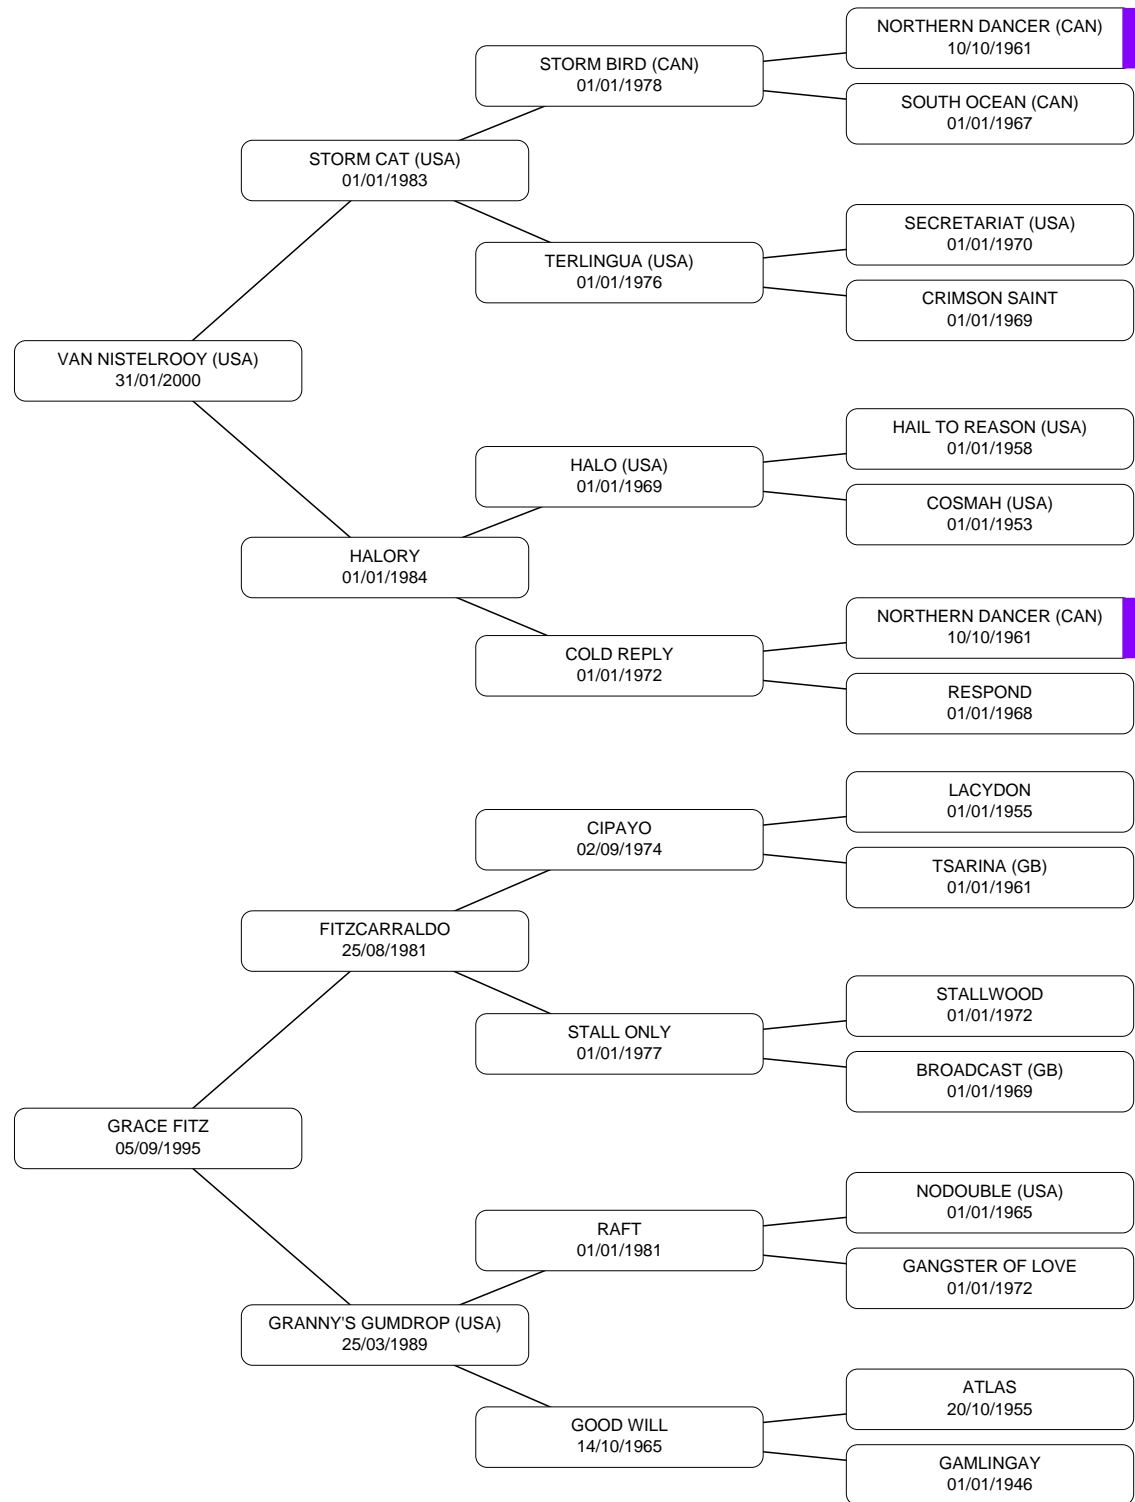 NORTHERN DANCER (CAN)
10/10/1961
STORM BIRD (CAN)
01/01/1978
SOUTH OCEAN (CAN)
01/01/1967
STORM CAT (USA)
01/01/1983
SECRETARIAT (USA)
01/01/1970
TERLINGUA (USA)
01/01/1976
CRIMSON SAINT
01/01/1969
VAN NISTELROOY (USA)
31/01/2000
HAIL TO REASON (USA)
01/01/1958
HALO (USA)
01/01/1969
COSMAH (USA)
01/01/1953
HALORY
01/01/1984
NORTHERN DANCER (CAN)
10/10/1961
COLD REPLY
01/01/1972
RESPOND
01/01/1968
LACYDON
01/01/1955
CIPAYO
02/09/1974
TSARINA (GB)
01/01/1961
FITZCARRALDO
25/08/1981
STALLWOOD
01/01/1972
STALL ONLY
01/01/1977
BROADCAST (GB)
01/01/1969
GRACE FITZ
05/09/1995
NODOUBLE (USA)
01/01/1965
RAFT
01/01/1981
GANGSTER OF LOVE
01/01/1972
GRANNY'S GUMDROP (USA)
25/03/1989
ATLAS
20/10/1955
GOOD WILL
14/10/1965
GAMLINGAY
01/01/1946